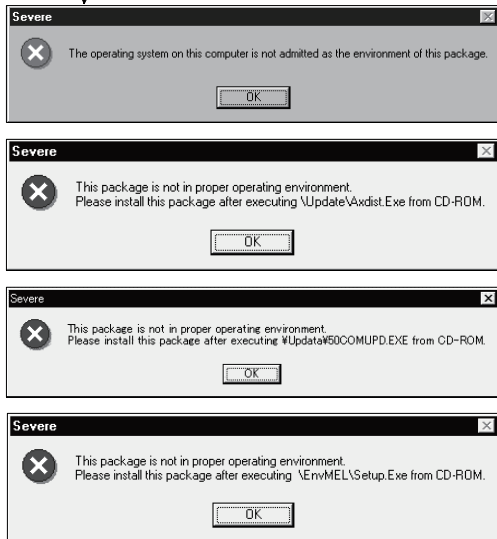 Severe
The operating system on this computer is not admitted as the environment of this package.
OK
Severe
This package is not in proper operating environment.
Please install this package after executing \Update\Axdist.Exe from CD-ROM.
OK
Severe
This package is not in proper operating environment.
Please install this package after executing ¥Updata¥50COMUPD.EXE from CD-ROM.
OK
Severe
This package is not in proper operating environment.
Please install this package after executing \EnvMEL\Setup.Exe from CD-ROM.
OK